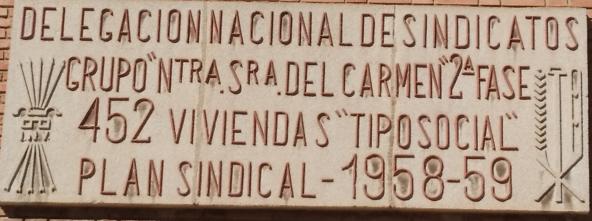 DELEGACION NACIONAL DE SINDICATOS
GRUPO "NTRA. SRA. DEL CARMEN" 2ª FASE
452 VIVIENDAS "TIPO SOCIAL"
PLAN SINDICAL-1958-59